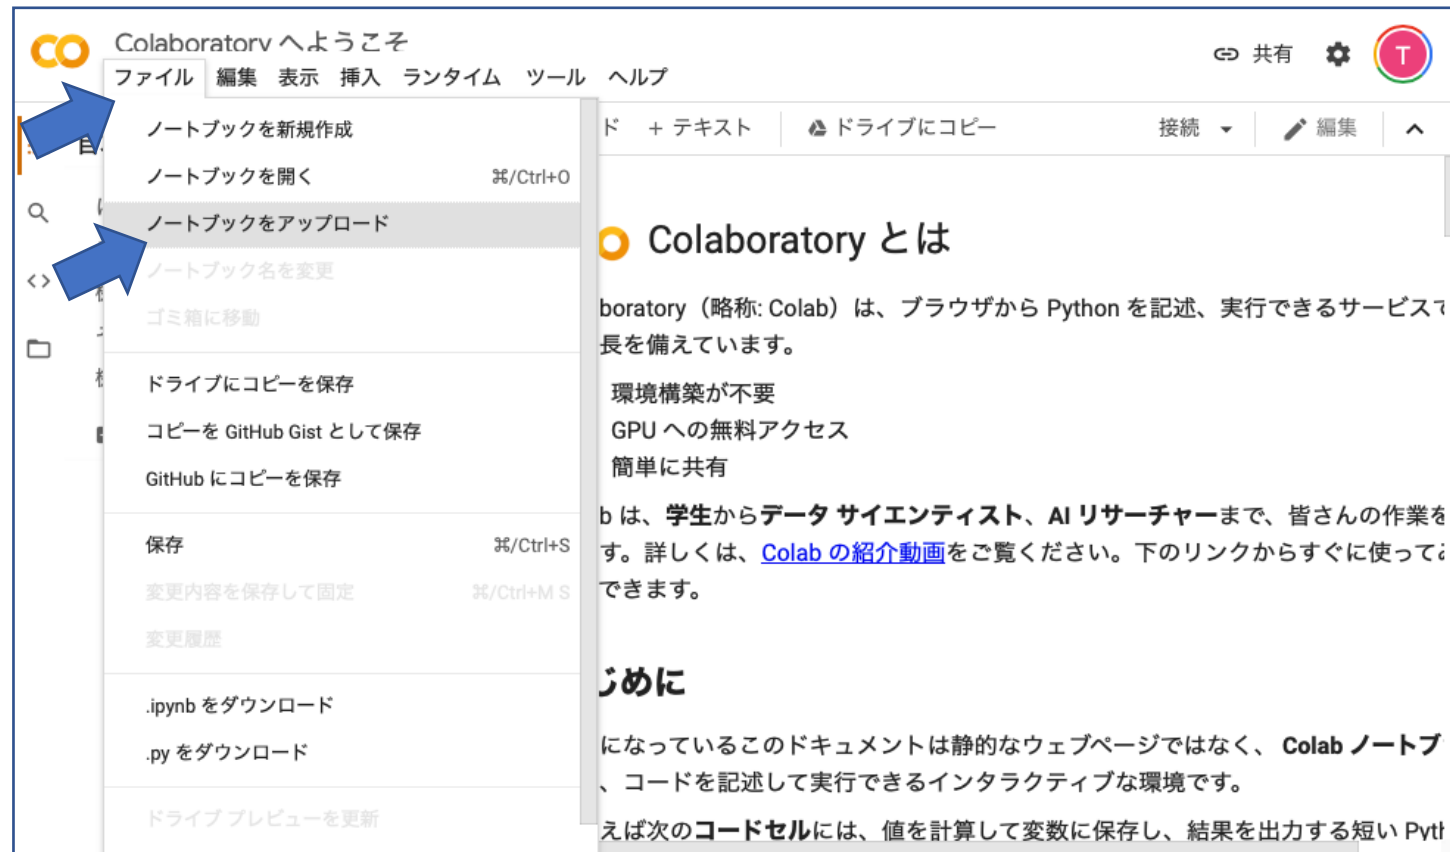 Colaboratory へようこそ
共有
T
ファイル 編集 表示 挿入 ランタイム ツール ヘルプ
ノートブックを新規作成
ノートブックを開く ⌘/Ctrl+O
ノートブックをアップロード
ノートブック名を変更
ゴミ箱に移動
ドライブにコピーを保存
コピーを GitHub Gist として保存
GitHub にコピーを保存
保存 ⌘/Ctrl+S
変更内容を保存して固定 ⌘/Ctrl+M S
変更履歴
.ipynb をダウンロード
.py をダウンロード
ドライブ プレビューを更新
ド + テキスト ドライブにコピー 接続 編集
Colaboratory とは
boratory（略称: Colab）は、ブラウザから Python を記述、実行できるサービスで
長を備えています。
環境構築が不要
GPU への無料アクセス
簡単に共有
b は、学生からデータ サイエンティスト、AI リサーチャーまで、皆さんの作業を
す。詳しくは、Colab の紹介動画をご覧ください。下のリンクからすぐに使って
できます。
じめに
になっているこのドキュメントは静的なウェブページではなく、Colab ノートブ
、コードを記述して実行できるインタラクティブな環境です。
えば次のコードセルには、値を計算して変数に保存し、結果を出力する短い Pyth